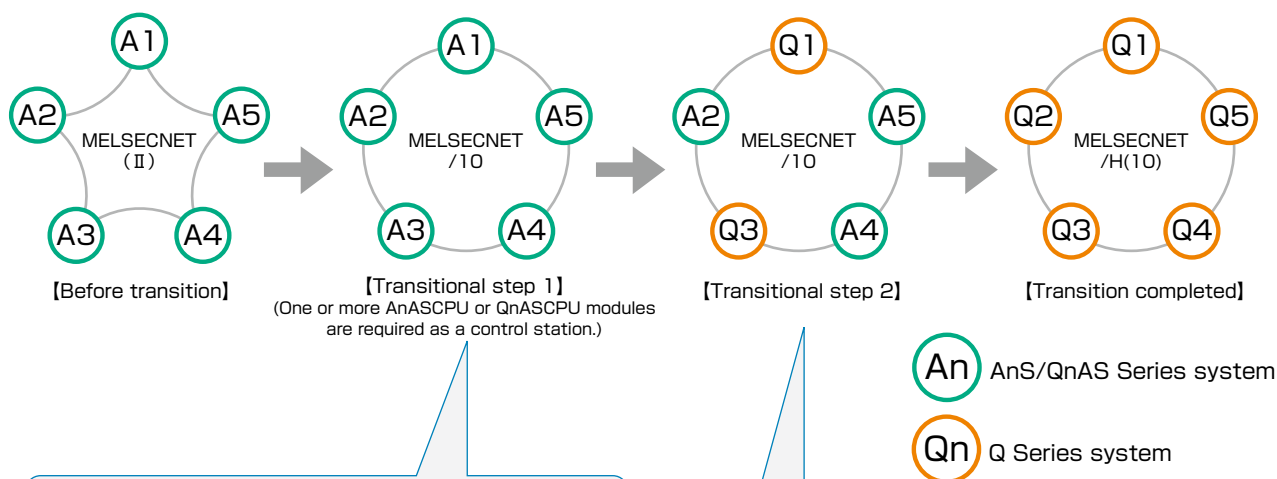 A1
A2
A5
MELSECNET
(Ⅱ)
A3
A4
【Before transition】
A1
A2
A5
MELSECNET
/10
A3
A4
【Transitional step 1】
(One or more AnASCPU or QnASCPU modules
are required as a control station.)
Q1
A2
A5
MELSECNET
/10
Q3
A4
【Transitional step 2】
Q1
Q2
Q5
MELSECNET
/H(10)
Q3
Q4
【Transition completed】
An AnS/QnAS Series system
Qn Q Series system